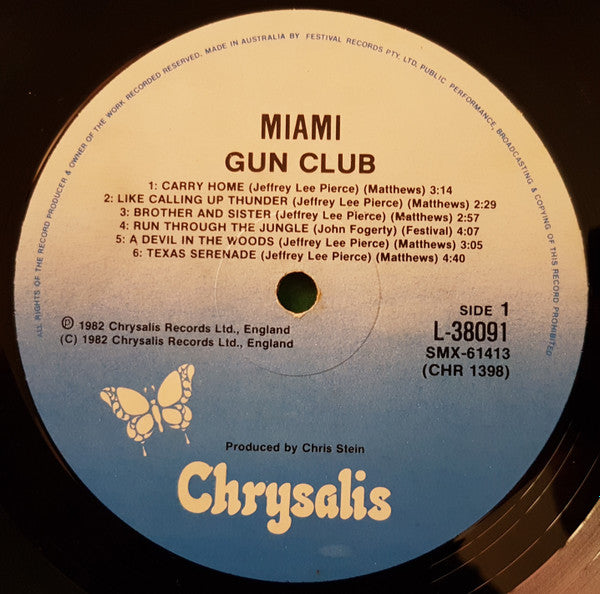 ALL RIGHTS OF THE RECORD PRODUCER & OWNER OF THE WORK RECORDED RESERVED. MADE IN AUSTRALIA BY FESTIVAL RECORDS PTY. LTD. PUBLIC PERFORMANCE, BROADCASTING & COPYING OF THIS RECORD PROHIBITED
MIAMI
GUN CLUB
1: CARRY HOME (Jeffrey Lee Pierce) (Matthews) 3:14
2: LIKE CALLING UP THUNDER (Jeffrey Lee Pierce) (Matthews) 2:29
3: BROTHER AND SISTER (Jeffrey Lee Pierce) (Matthews) 2:57
4: RUN THROUGH THE JUNGLE (John Fogerty) (Festival) 4:07
5: A DEVIL IN THE WOODS (Jeffrey Lee Pierce) (Matthews) 3:05
6: TEXAS SERENADE (Jeffrey Lee Pierce) (Matthews) 4:40
℗ 1982 Chrysalis Records Ltd., England
(C) 1982 Chrysalis Records Ltd., England
SIDE 1
L-38091
SMX-61413
(CHR 1398)
Produced by Chris Stein
Chrysalis